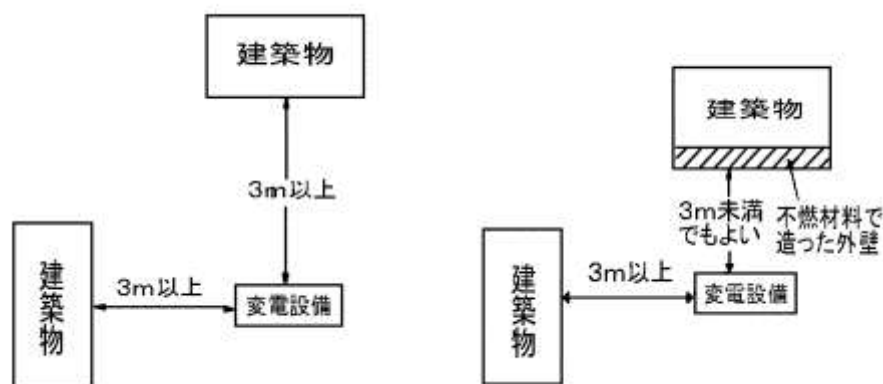 建築物
3m以上
建築物
3m以上
変電設備
建築物
3m未満
でもよい
不燃材料で
造った外壁
建築物
3m以上
変電設備